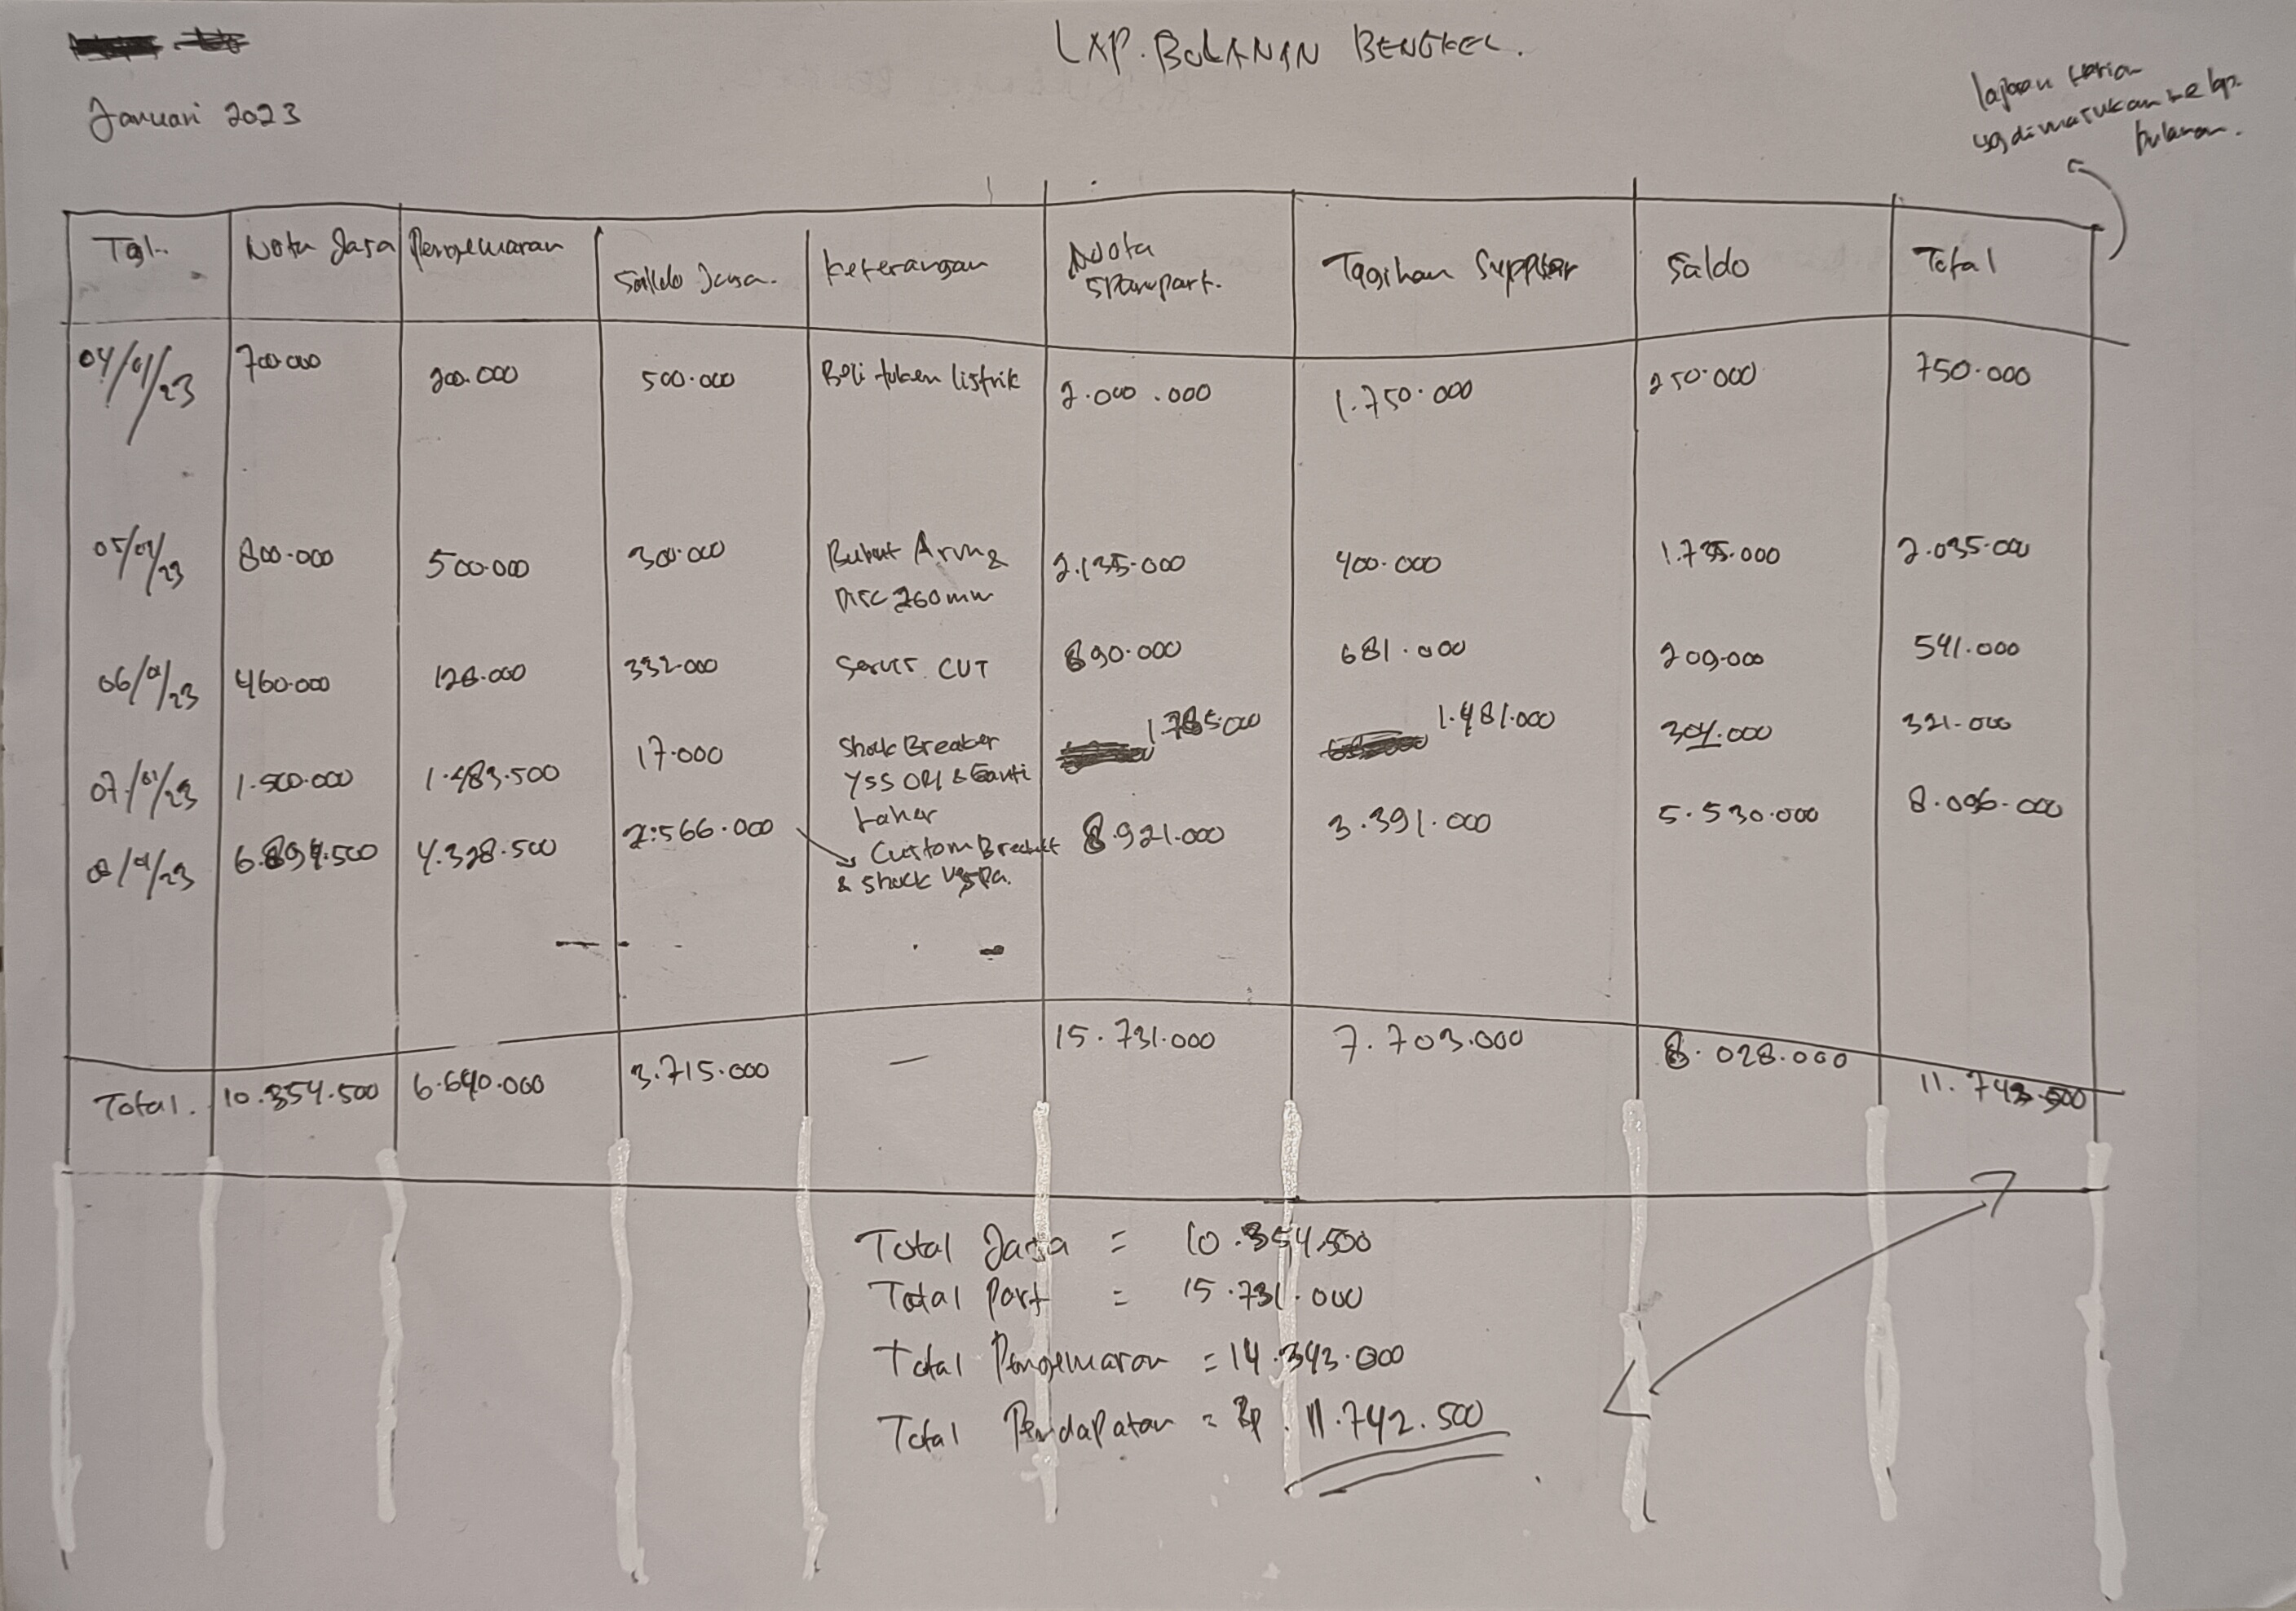 LAP. BULANAN BENGKEL.
Januari 2023
laporan harian
yg dimasukan ke lap.
bulanan.
Tgl. Nota Jasa Pengeluaran Saldo Jasa. Keterangan Nota Sparepart. Tagihan Supplier Saldo Total
04/01/23 700.000 200.000 500.000 Beli token listrik 2.000.000 1.750.000 250.000 750.000
05/01/23 800.000 500.000 300.000 Bubut Arm & 2.135.000 400.000 1.735.000 2.035.000
Disc 260mm
06/01/23 460.000 128.000 332.000 Servis CVT 890.000 681.000 209.000 541.000
07/01/23 1.500.000 1.483.500 17.000 Shock Breaker 1.785.000 1.481.000 304.000 321.000
YSS ORI & Ganti
Laher
08/01/23 6.894.500 4.328.500 2.566.000 Custom Bracket 8.921.000 3.391.000 5.530.000 8.096.000
& Shock Vespa.
Total. 10.354.500 6.640.000 3.715.000 — 15.731.000 7.703.000 8.028.000 11.743.000
Total Jasa = 10.354.500
Total Part = 15.731.000
Total Pengeluaran = 14.343.000
Total Pendapatan = Rp. 11.742.500